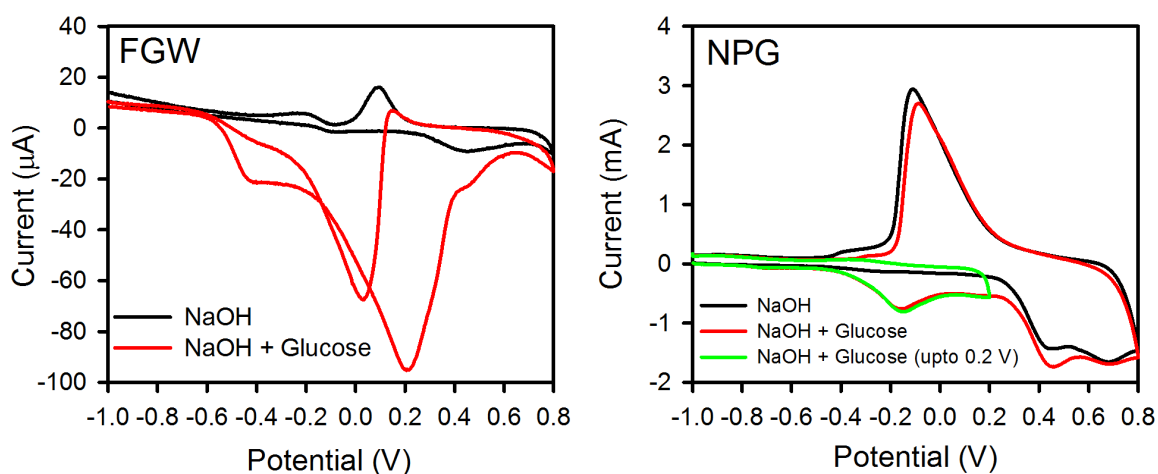 FGW
40
20
0
-20
-40
-60
-80
-100
Current (μA)
NaOH
NaOH + Glucose
-1.0 -0.8 -0.6 -0.4 -0.2 0.0 0.2 0.4 0.6 0.8
Potential (V)
NPG
4
3
2
1
0
-1
-2
Current (mA)
NaOH
NaOH + Glucose
NaOH + Glucose (upto 0.2 V)
-1.0 -0.8 -0.6 -0.4 -0.2 0.0 0.2 0.4 0.6 0.8
Potential (V)